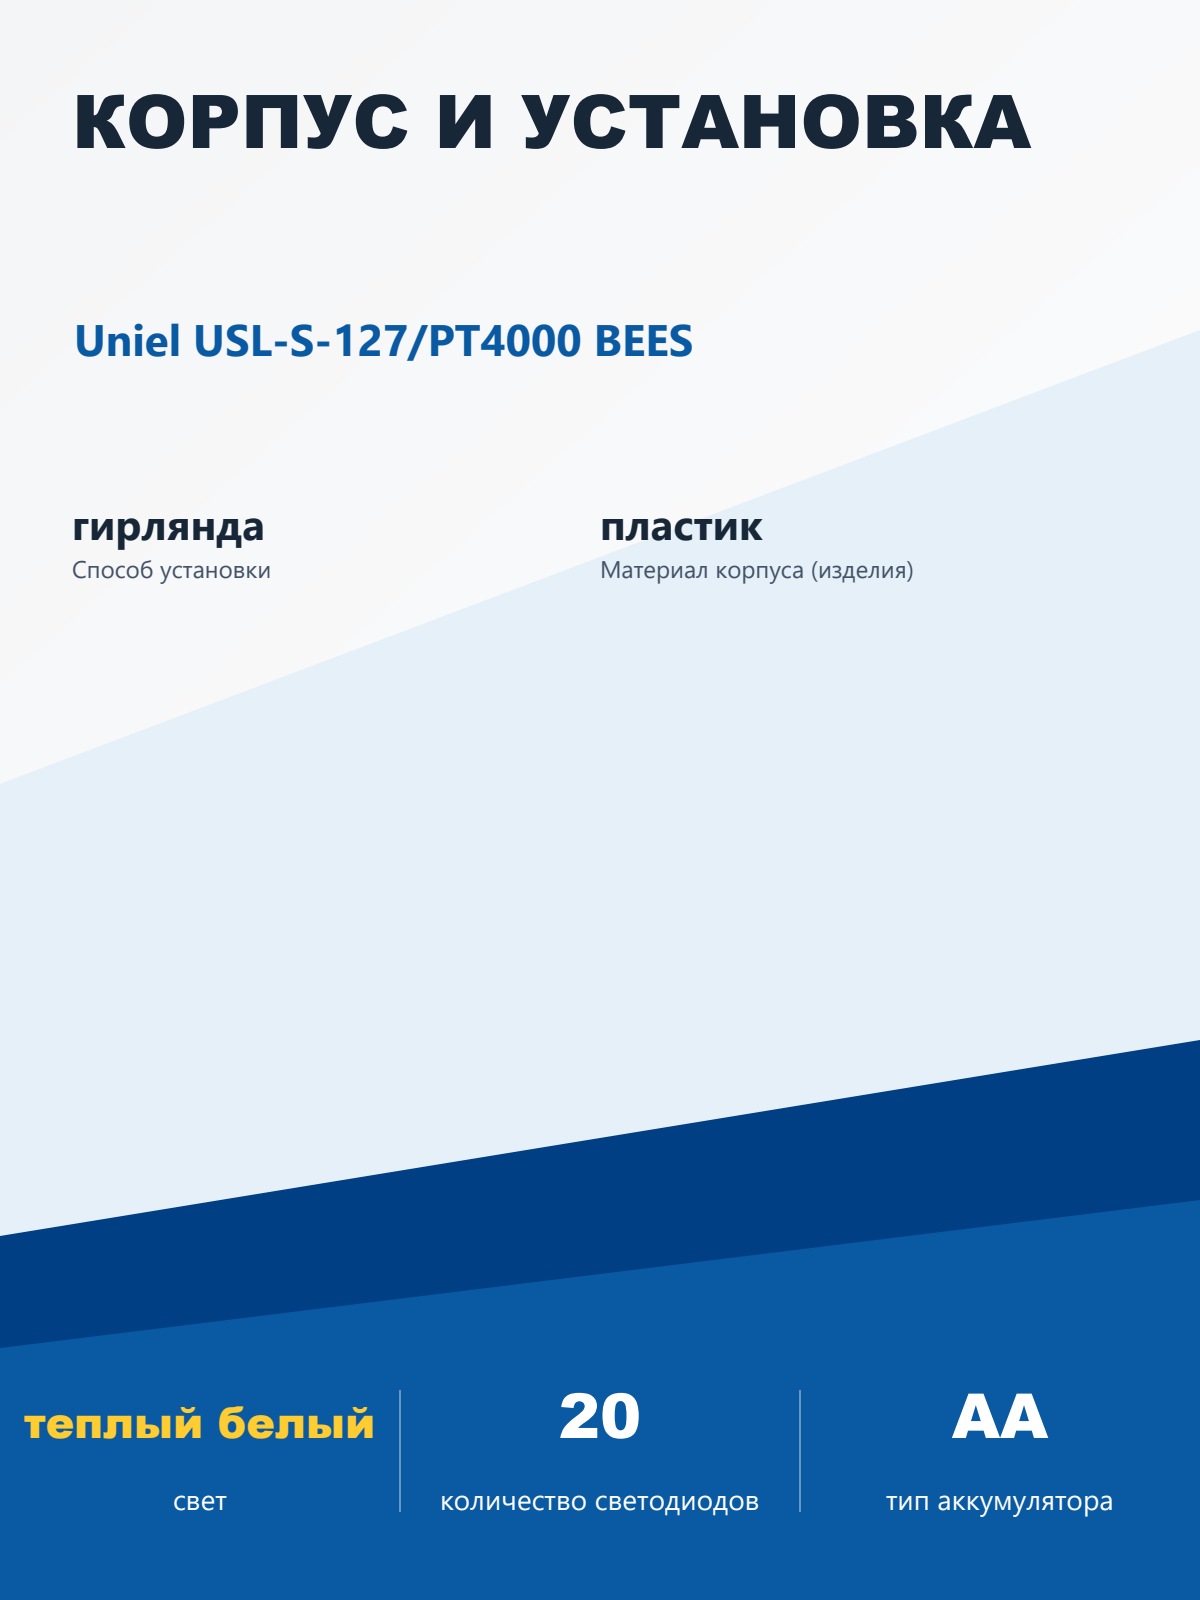 КОРПУС И УСТАНОВКА
Uniel USL-S-127/PT4000 BEES
гирлянда
Способ установки
пластик
Материал корпуса (изделия)
теплый белый
свет
20
количество светодиодов
AA
тип аккумулятора